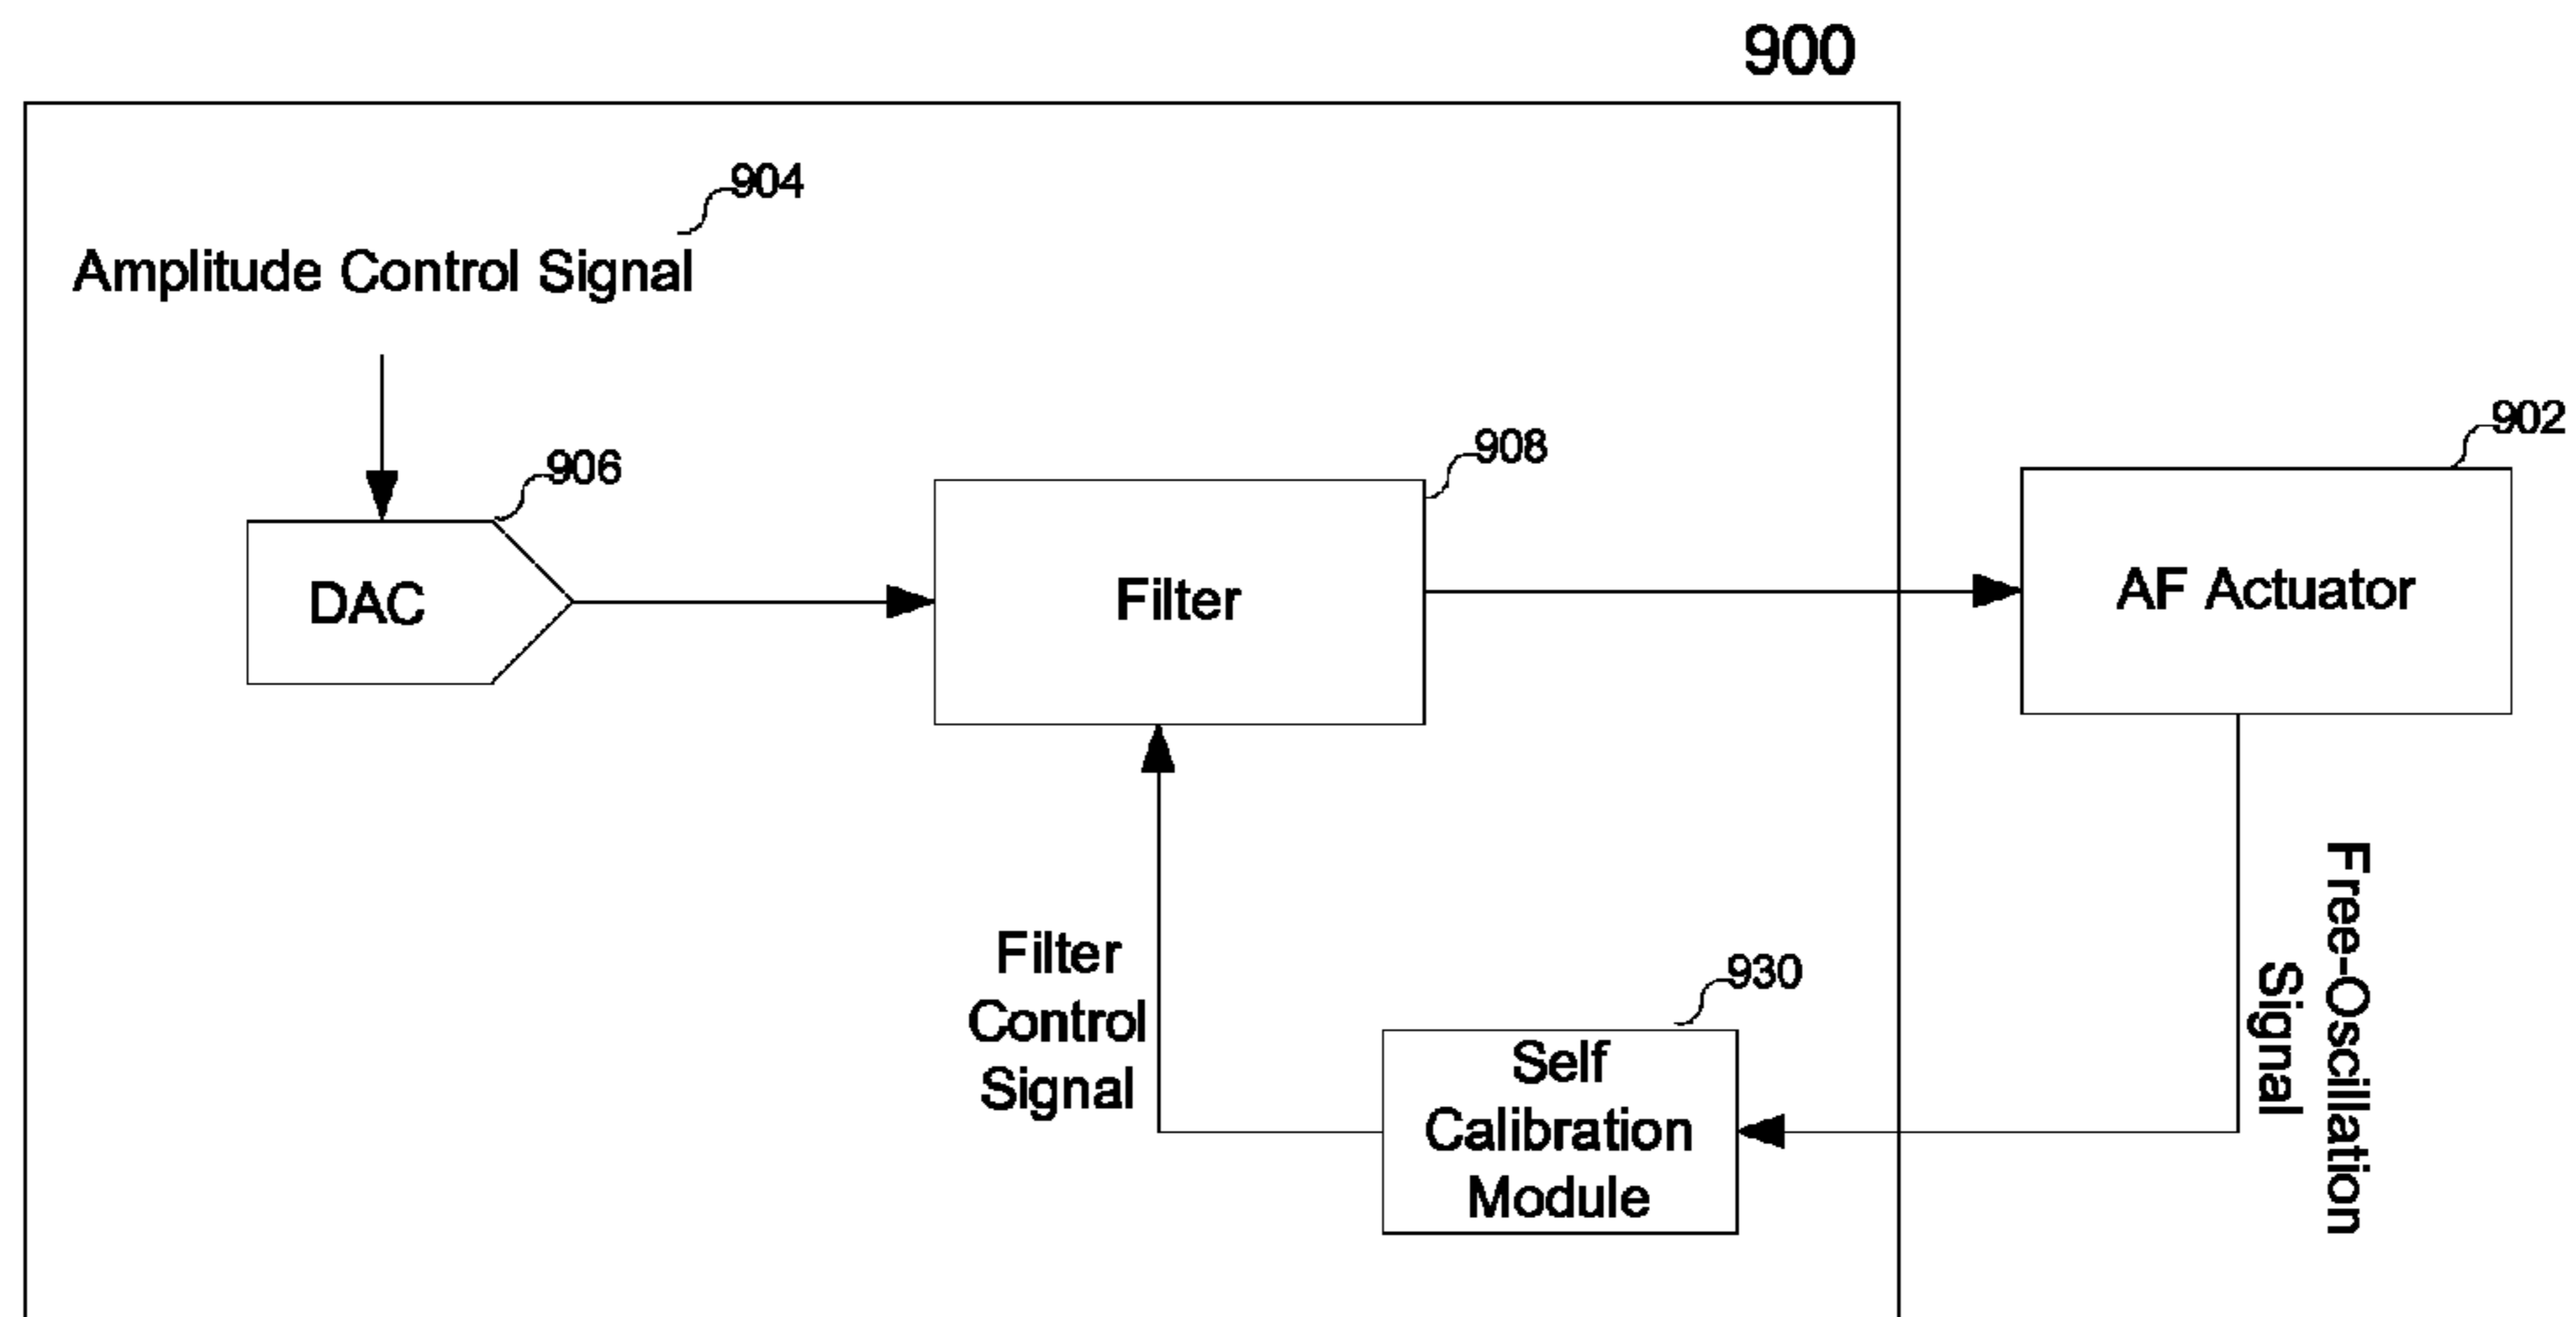 900
904
Amplitude Control Signal
906
DAC
908
Filter
902
AF Actuator
Filter
Control
Signal
930
Self
Calibration
Module
Free-Oscillation
Signal